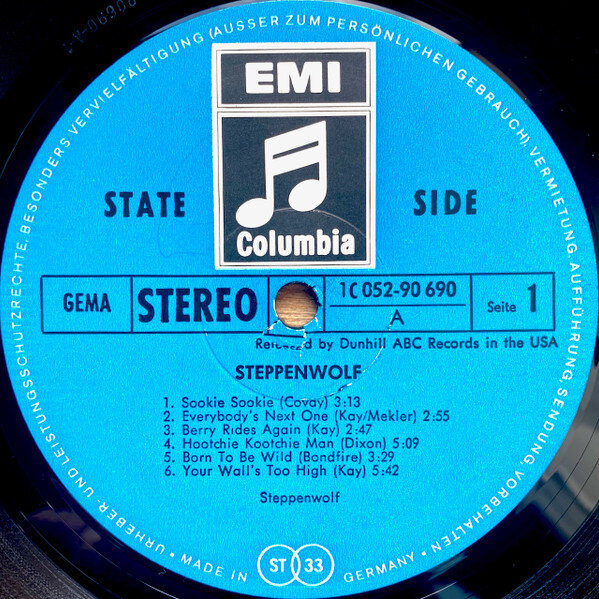 EMI
Columbia
STATE SIDE
GEMA STEREO 1C 052-90 690 A Seite 1
Released by Dunhill ABC Records in the USA
STEPPENWOLF
1. Sookie Sookie (Covay) 3:13
2. Everybody's Next One (Kay/Mekler) 2:55
3. Berry Rides Again (Kay) 2:47
4. Hootchie Kootchie Man (Dixon) 5:09
5. Born To Be Wild (Bondfire) 3:29
6. Your Wall's Too High (Kay) 5:42
Steppenwolf
URHEBER- UND LEISTUNGSSCHUTZRECHTE, BESONDERS VERVIELFÄLTIGUNG (AUSSER ZUM PERSÖNLICHEN GEBRAUCH), VERMIETUNG, AUFFÜHRUNG, SENDUNG VORBEHALTEN
• MADE IN ST 33 GERMANY •